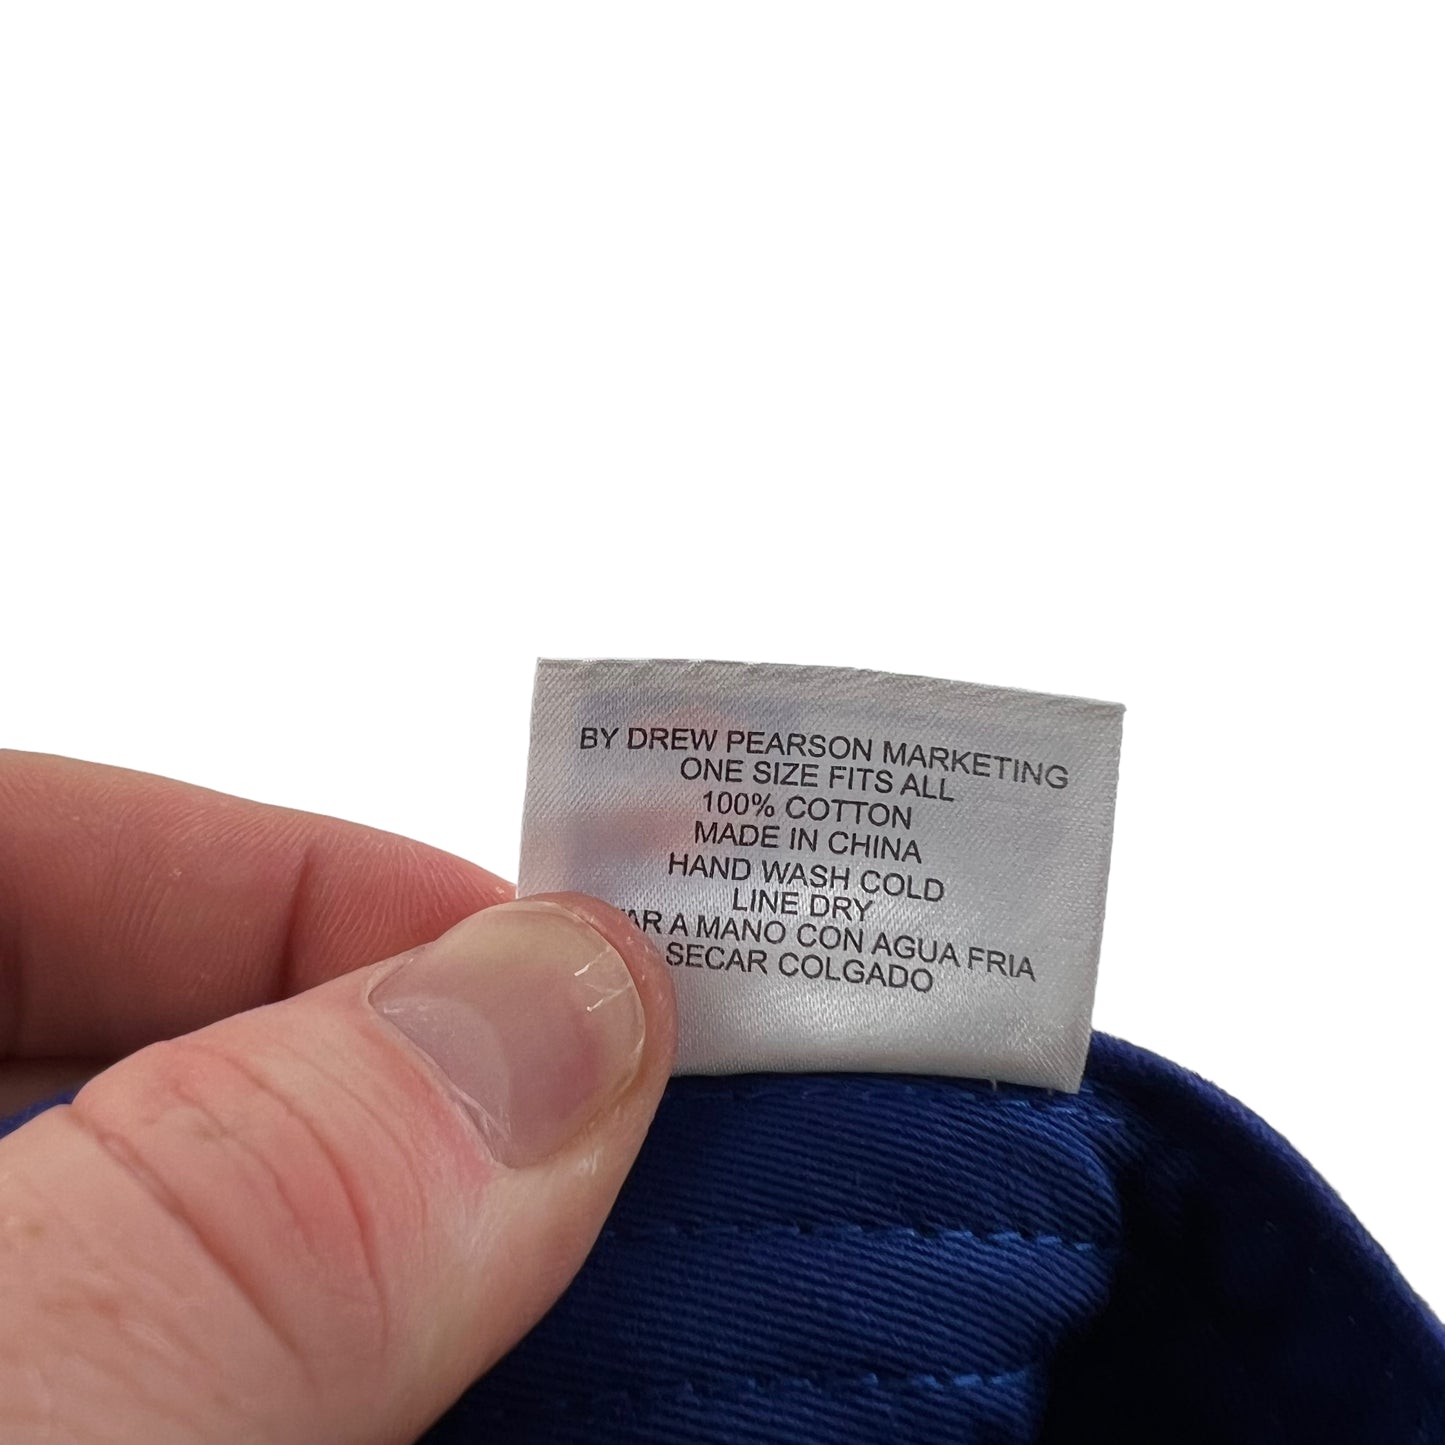 BY DREW PEARSON MARKETING
ONE SIZE FITS ALL
100% COTTON
MADE IN CHINA
HAND WASH COLD
LINE DRY
A MANO CON AGUA FRIA
SECAR COLGADO